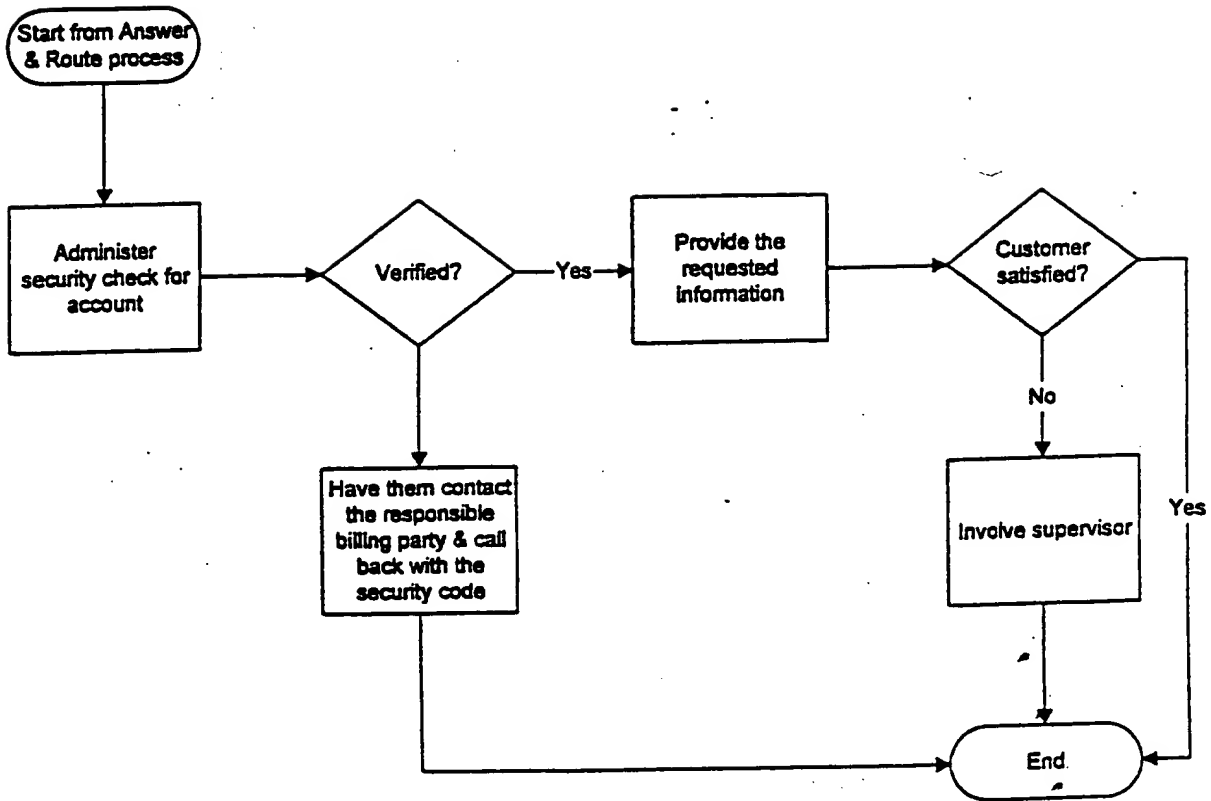 Start from Answer
& Route process
Administer
security check for
account
Verified?
Yes
Provide the
requested
information
Customer
satisfied?
No
Yes
Have them contact
the responsible
billing party & call
back with the
security code
Involve supervisor
End